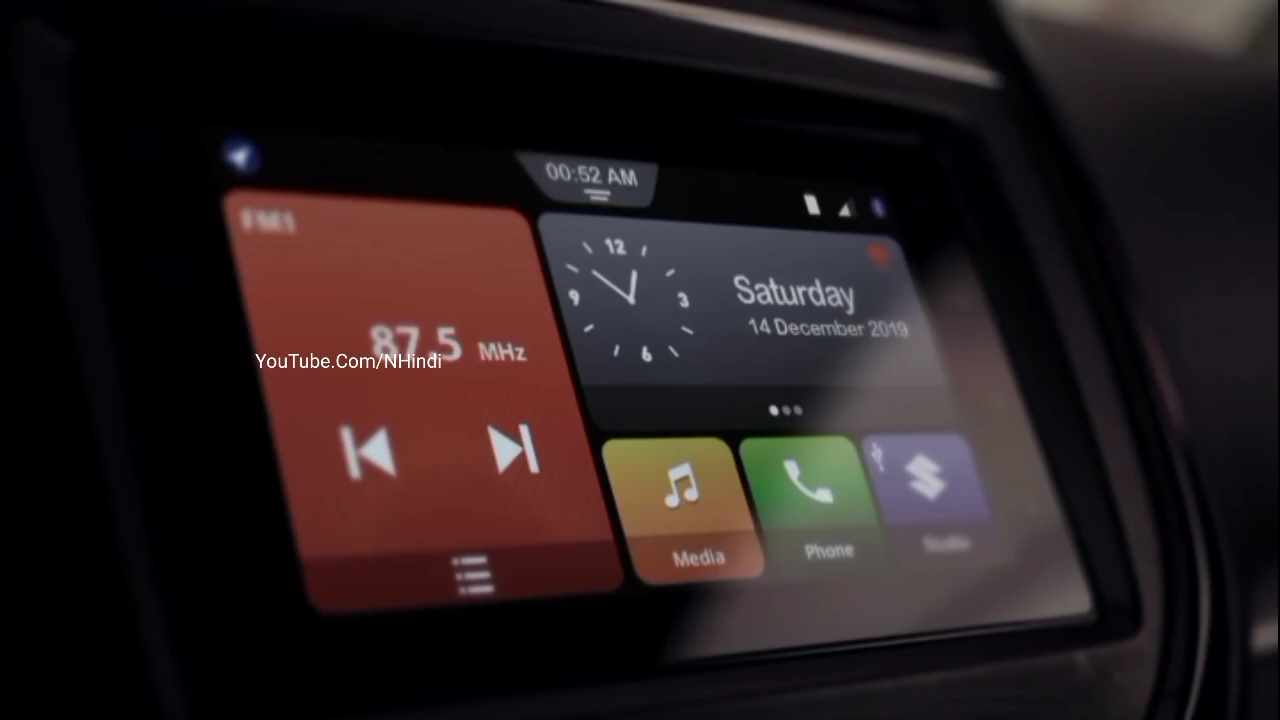 00:52 AM
FM1
87.5 MHz
YouTube.Com/NHindi
12
9
3
6
Saturday
14 December 2019
Media
Phone